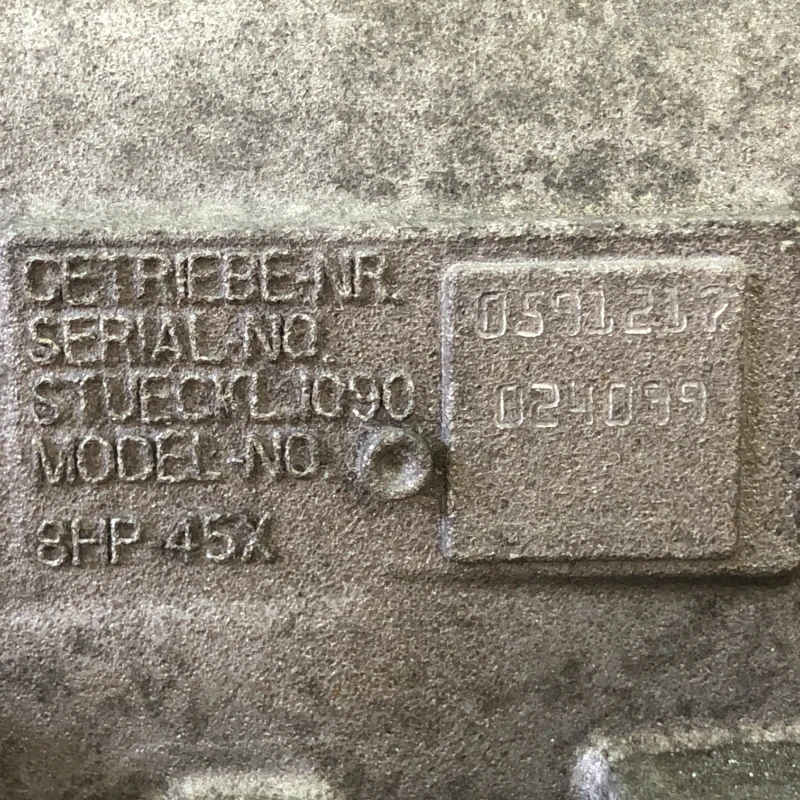 GETRIEBE-NR.
SERIAL-NO.
0591217
STUECKL.1090
024099
MODEL-NO.
8HP 45X